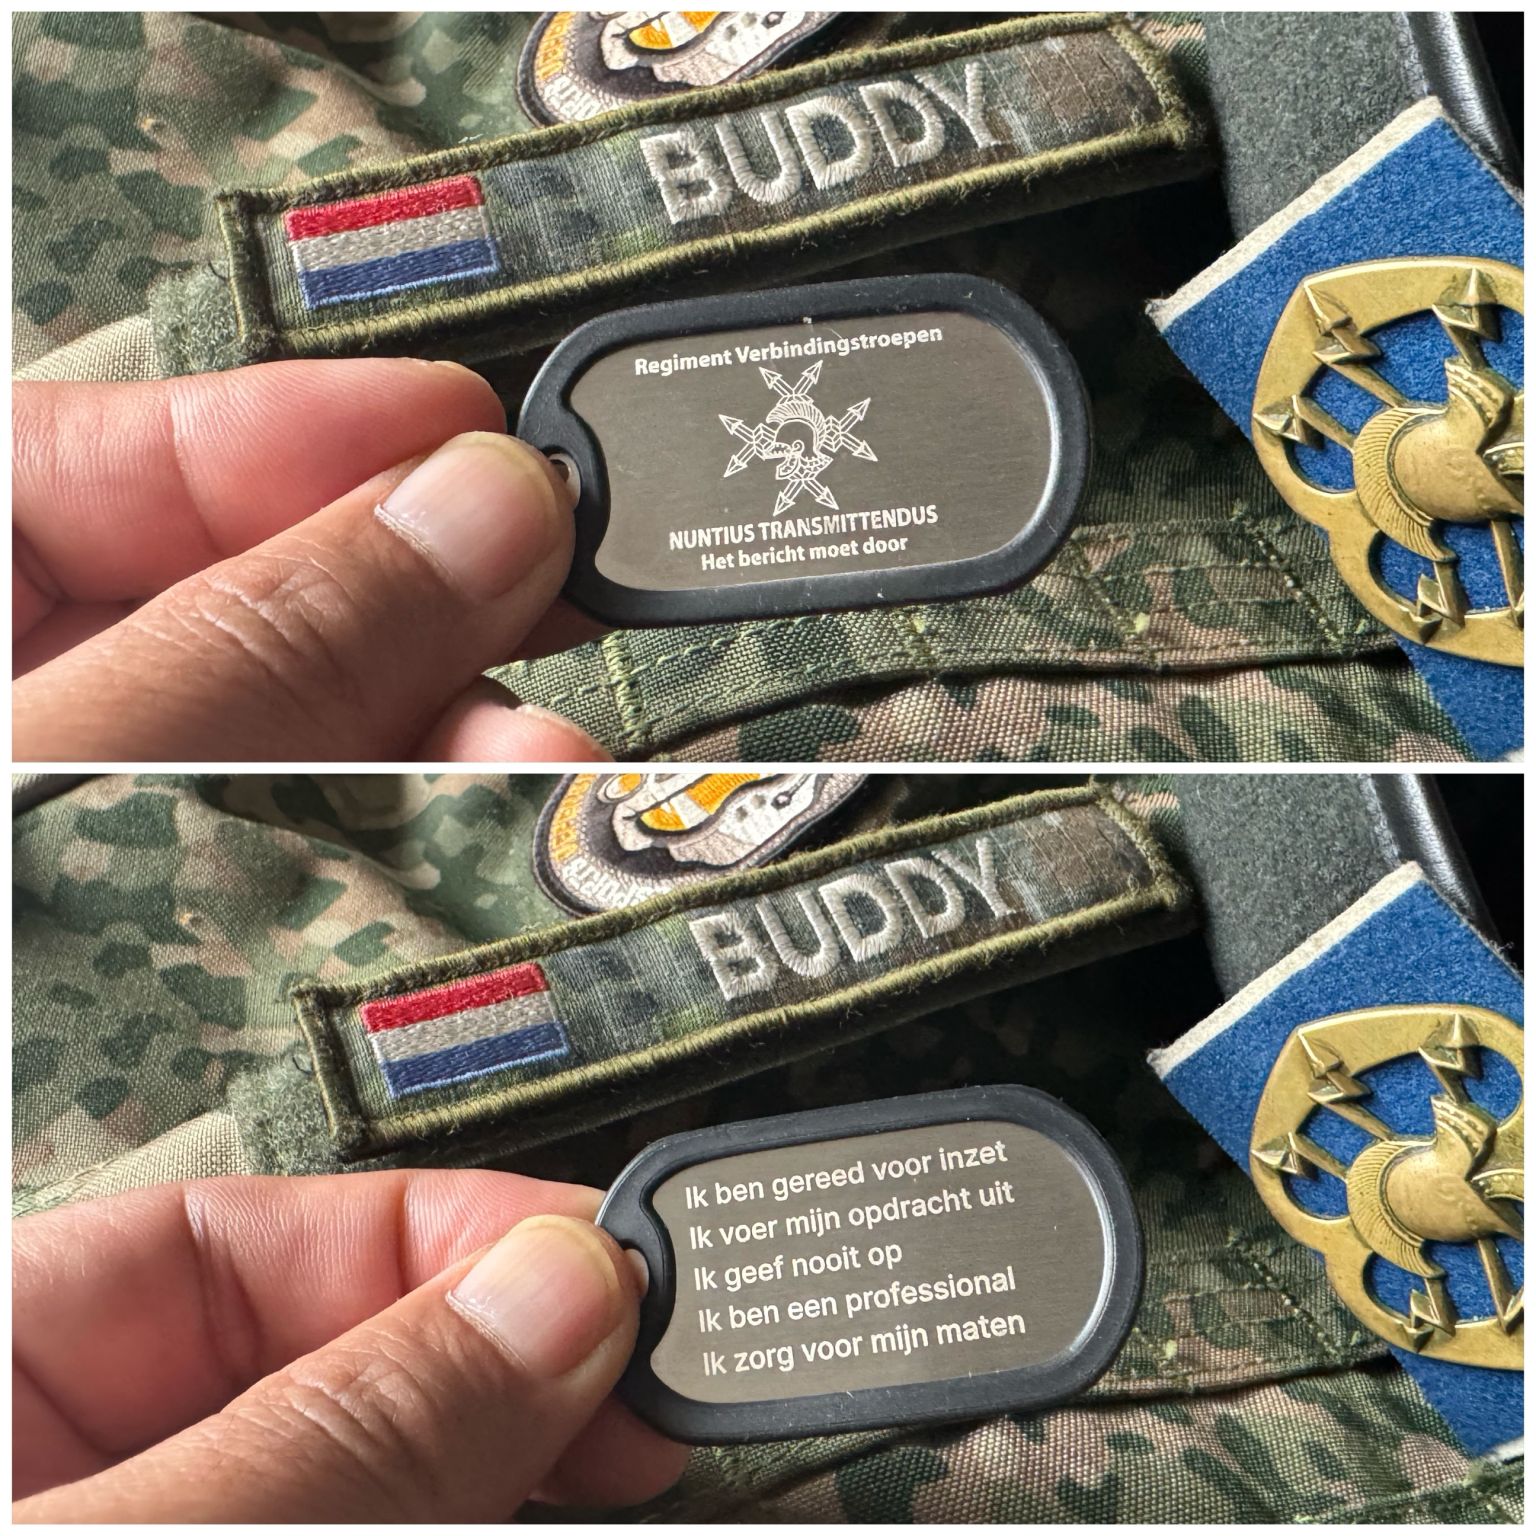 BUDDY
Regiment Verbindingstroepen
NUNTIUS TRANSMITTENDUS
Het bericht moet door
BUDDY
Ik ben gereed voor inzet
Ik voer mijn opdracht uit
Ik geef nooit op
Ik ben een professional
Ik zorg voor mijn maten